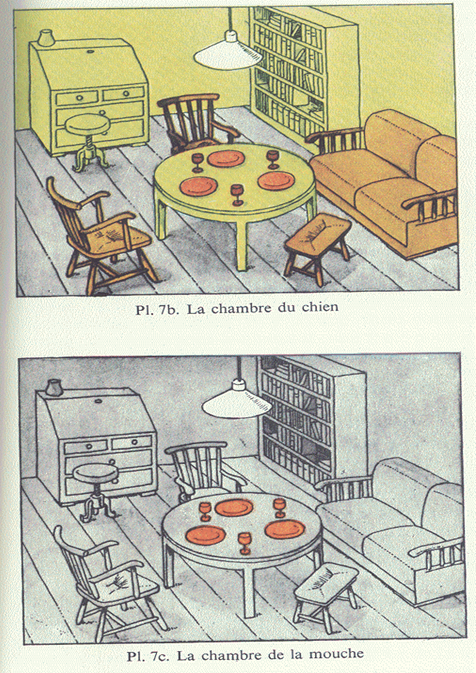 Pl. 7b. La chambre du chien
Pl. 7c. La chambre de la mouche